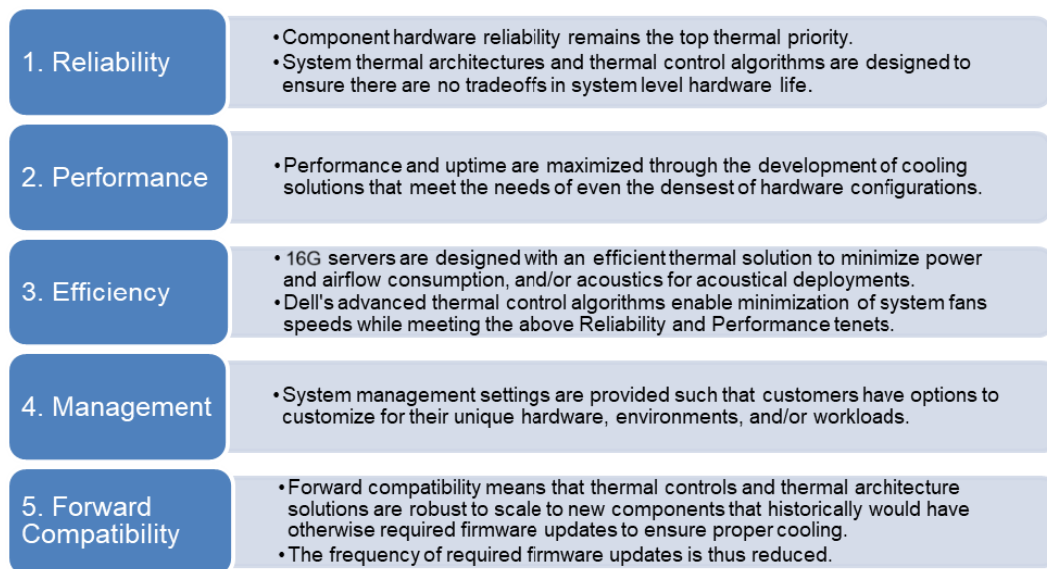 1. Reliability
•Component hardware reliability remains the top thermal priority.
•System thermal architectures and thermal control algorithms are designed to
ensure there are no tradeoffs in system level hardware life.
2. Performance
•Performance and uptime are maximized through the development of cooling
solutions that meet the needs of even the densest of hardware configurations.
3. Efficiency
• 16G servers are designed with an efficient thermal solution to minimize power
and airflow consumption, and/or acoustics for acoustical deployments.
•Dell's advanced thermal control algorithms enable minimization of system fans
speeds while meeting the above Reliability and Performance tenets.
4. Management
•System management settings are provided such that customers have options to
customize for their unique hardware, environments, and/or workloads.
5. Forward
Compatibility
•Forward compatibility means that thermal controls and thermal architecture
solutions are robust to scale to new components that historically would have
otherwise required firmware updates to ensure proper cooling.
•The frequency of required firmware updates is thus reduced.